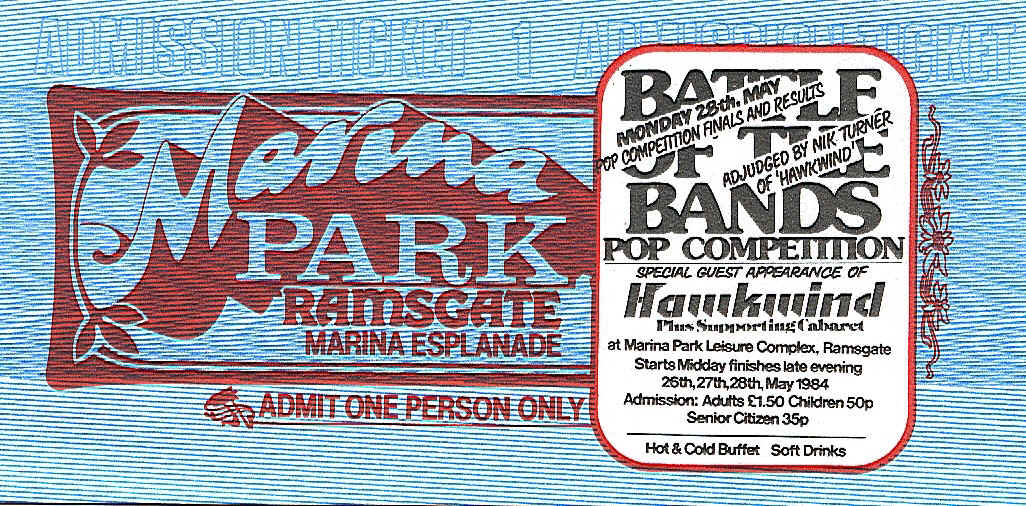 ADMISSION TICKET 1 ADMISSION TICKET
Marina
PARK
RAMSGATE
MARINA ESPLANADE
ADMIT ONE PERSON ONLY
BATTLE
OF THE
BANDS
MONDAY 28th. MAY
POP COMPETITION FINALS AND RESULTS
ADJUDGED BY NIK TURNER
OF 'HAWKWIND'
POP COMPETITION
SPECIAL GUEST APPEARANCE OF
Hawkwind
Plus Supporting Cabaret
at Marina Park Leisure Complex, Ramsgate
Starts Midday finishes late evening
26th, 27th, 28th, May 1984
Admission: Adults £1.50 Children 50p
Senior Citizen 35p
Hot & Cold Buffet Soft Drinks